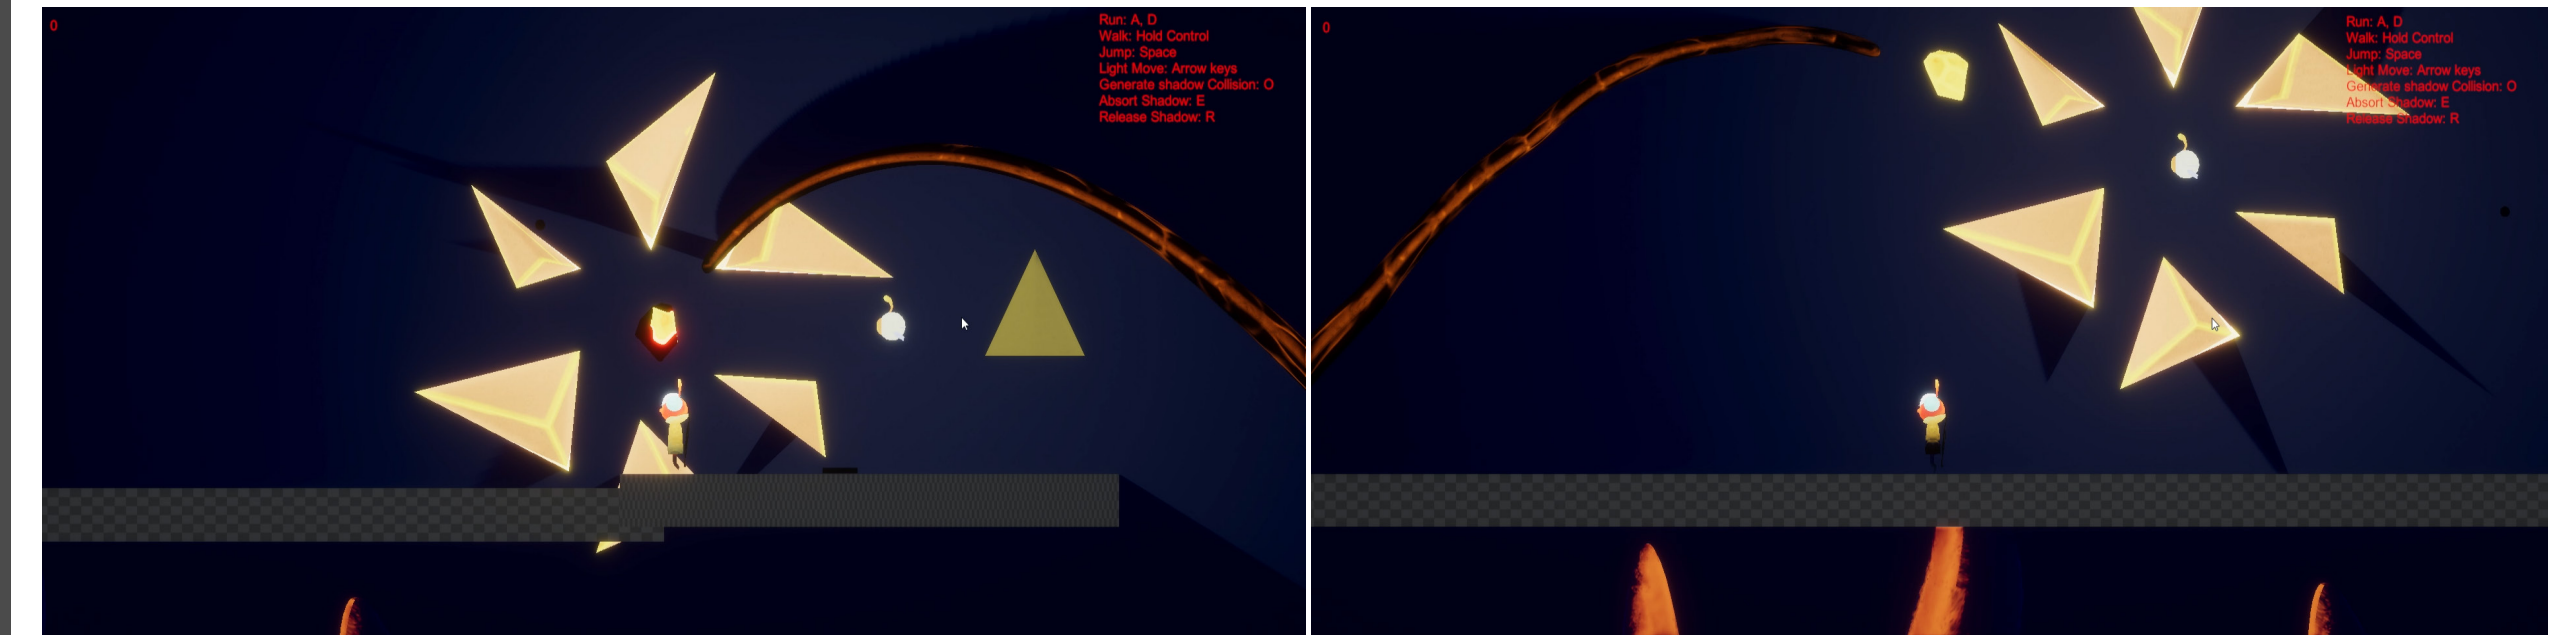 0
Run: A, D
Walk: Hold Control
Jump: Space
Light Move: Arrow keys
Generate shadow Collision: O
Absort Shadow: E
Release Shadow: R
0
Run: A, D
Walk: Hold Control
Jump: Space
Light Move: Arrow keys
Generate shadow Collision: O
Absort Shadow: E
Release Shadow: R